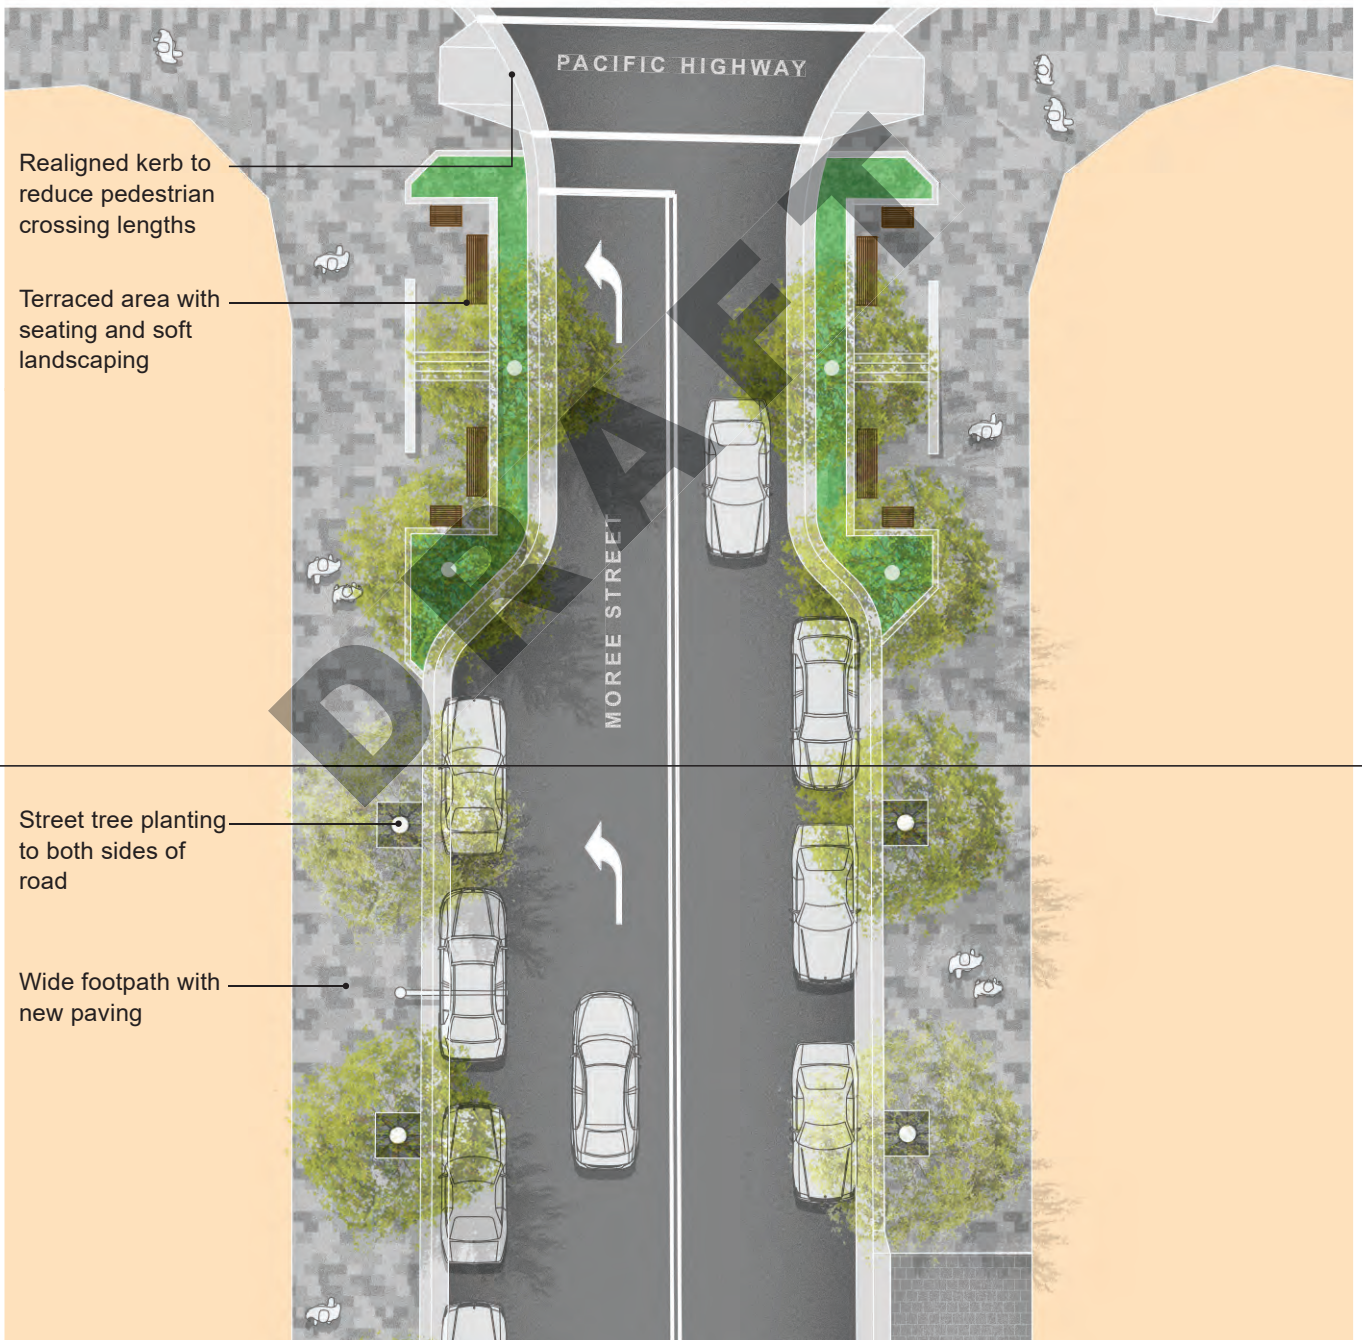 PACIFIC HIGHWAY
Realigned kerb to
reduce pedestrian
crossing lengths
Terraced area with
seating and soft
landscaping
DRAFT
MOREE STREET
Street tree planting
to both sides of
road
Wide footpath with
new paving